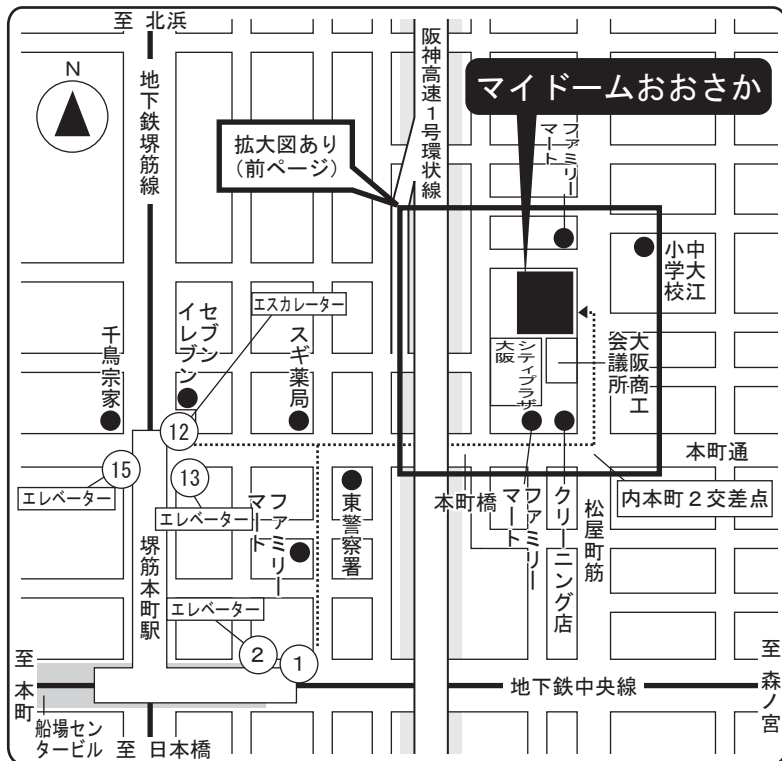 至 北浜
N
地下鉄堺筋線
阪神高速1号環状線
マイドームおおさか
拡大図あり
(前ページ)
ファミリー
マート
中大江
小学校
エスカレーター
セブン
イレブン
スギ薬局
千鳥宗家
シティプラザ
大阪
大阪商工
会議所
12
本町通
15
13
エレベーター
エレベーター
ファミリー
マート
東警察署
本町橋
ファミリー
マート
クリーニング店
松屋町筋
内本町2交差点
堺筋本町駅
エレベーター
2
1
至 本町
地下鉄中央線
至 森ノ宮
船場セン
タービル
至 日本橋